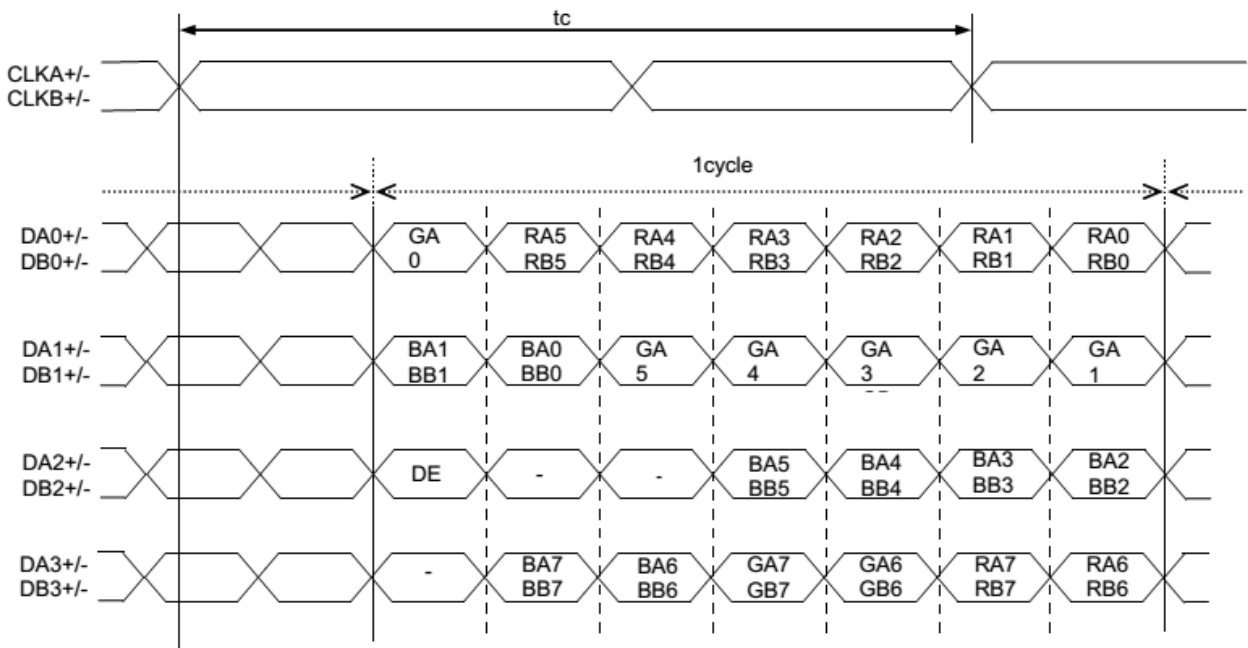 tc
CLKA+/-
CLKB+/-
1cycle
DA0+/-
DB0+/-
GA RA5 RA4 RA3 RA2 RA1 RA0
0 RB5 RB4 RB3 RB2 RB1 RB0
DA1+/-
DB1+/-
BA1 BA0 GA GA GA GA GA
BB1 BB0 5 4 3 2 1
DA2+/-
DB2+/-
DE - - BA5 BA4 BA3 BA2
BB5 BB4 BB3 BB2
DA3+/-
DB3+/-
- BA7 BA6 GA7 GA6 RA7 RA6
BB7 BB6 GB7 GB6 RB7 RB6